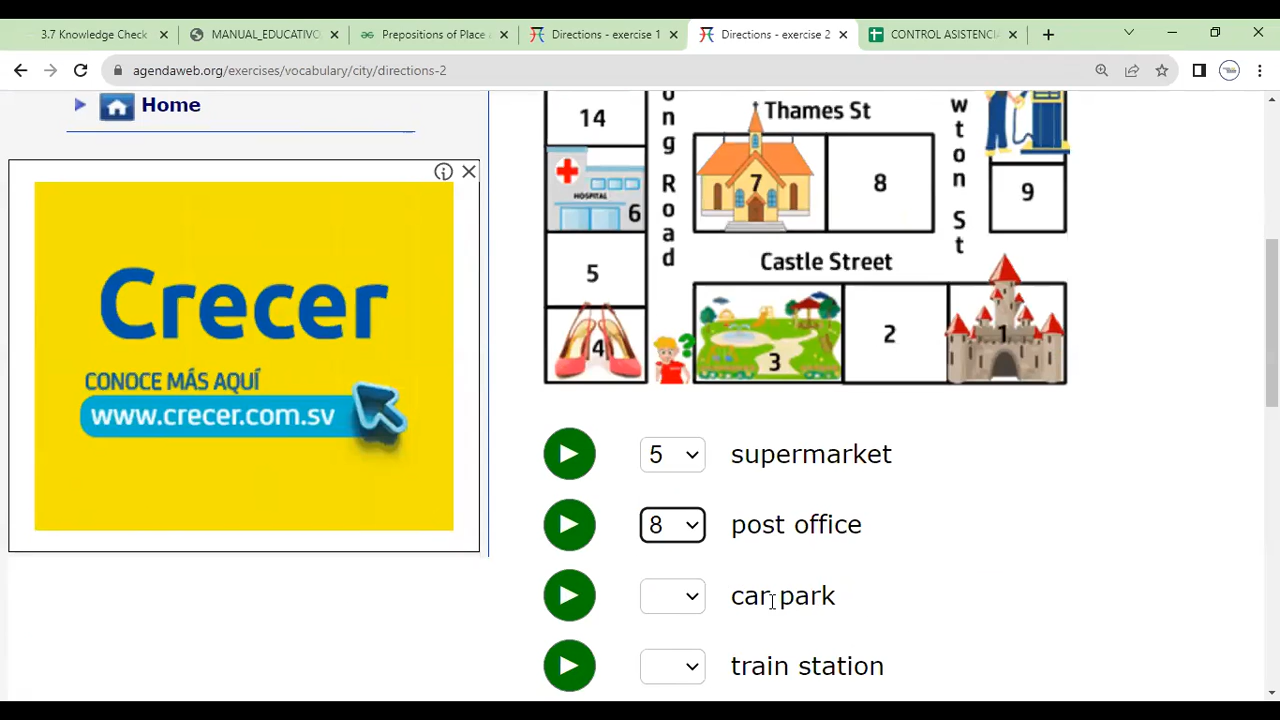 3.7 Knowledge Check
MANUAL_EDUCATIVO
Prepositions of Place
Directions - exercise 1
Directions - exercise 2
CONTROL ASISTENCIA
agendaweb.org/exercises/vocabulary/city/directions-2
Home
Crecer
CONOCE MÁS AQUÍ
www.crecer.com.sv
14
ong Road
Thames St
wton St
HOSPITAL
6
7
8
9
5
Castle Street
4
?
3
2
1
5 supermarket
8 post office
car park
train station